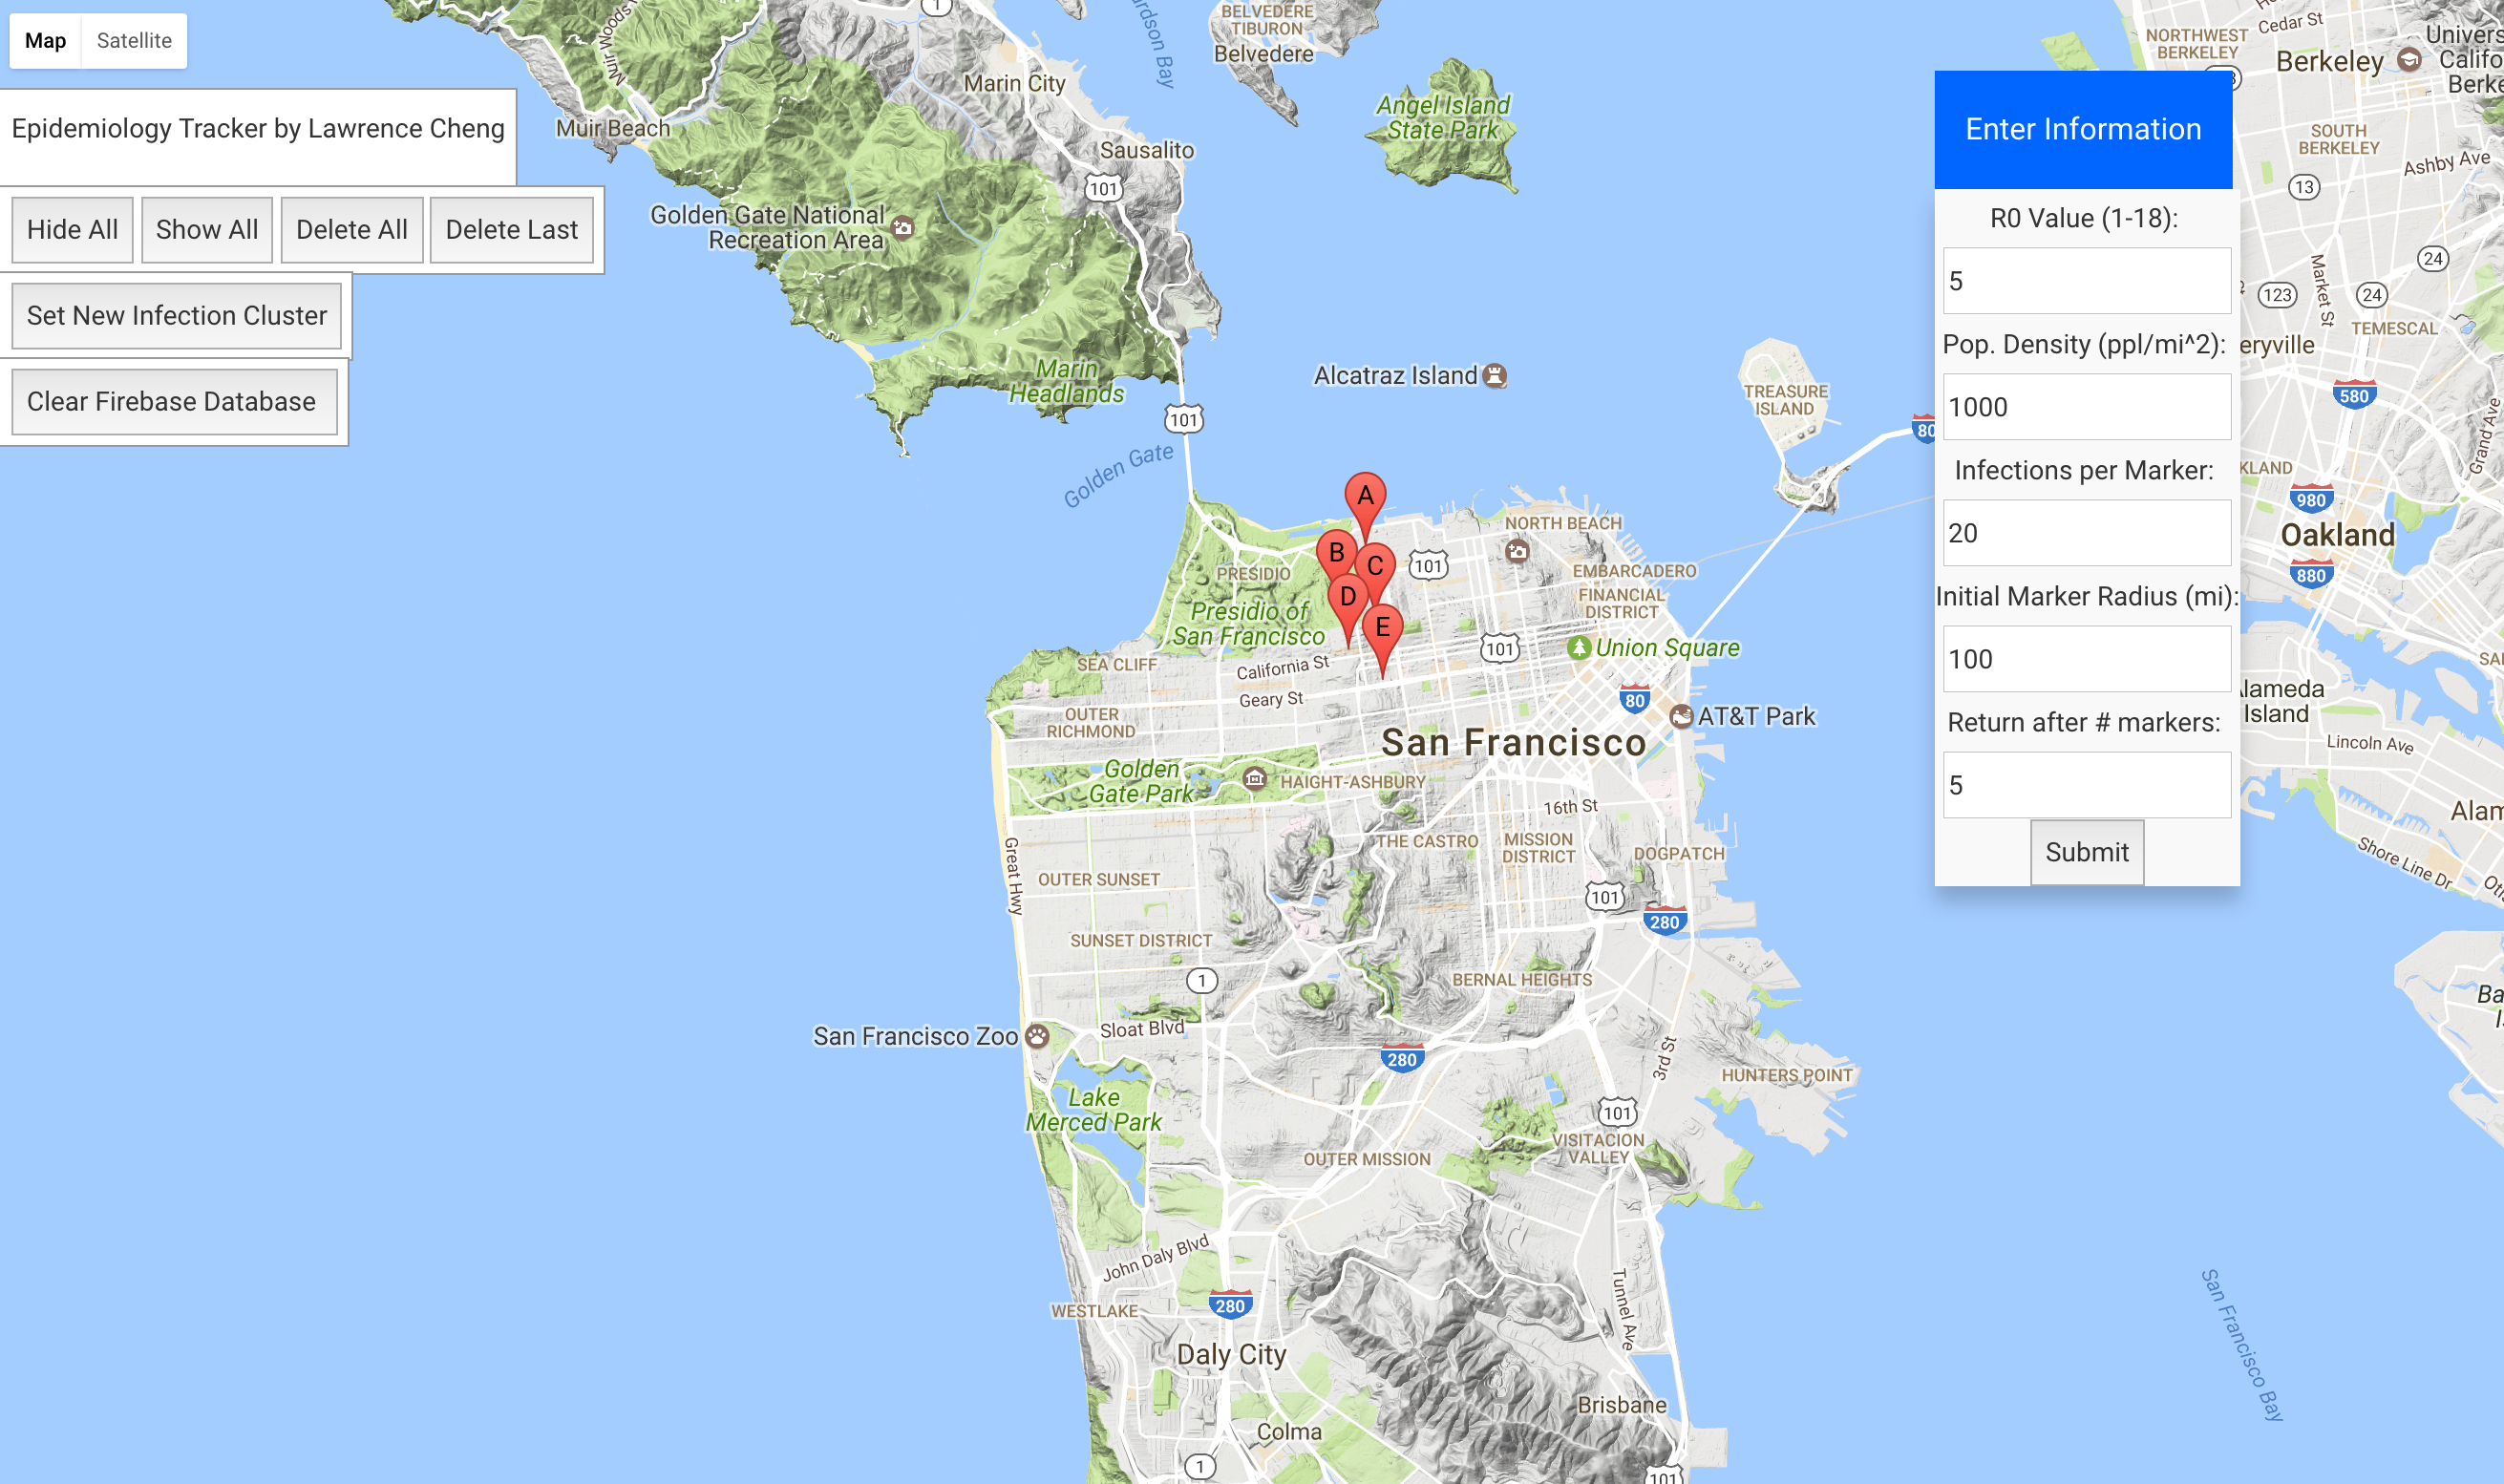 Map
Satellite
Epidemiology Tracker by Lawrence Cheng
Hide All
Show All
Delete All
Delete Last
Set New Infection Cluster
Clear Firebase Database
Enter Information
R0 Value (1-18):
5
Pop. Density (ppl/mi^2):
1000
Infections per Marker:
20
Initial Marker Radius (mi):
100
Return after # markers:
5
Submit
1
BELVEDERE
TIBURON
Belvedere
Marin City
Muir Woods
Muir Beach
Sausalito
101
Angel Island
State Park
Golden Gate National
Recreation Area
Marin
Headlands
101
Golden Gate
Alcatraz Island
TREASURE
ISLAND
80
A
B
C
D
E
NORTH BEACH
101
PRESIDIO
Presidio of
San Francisco
EMBARCADERO
FINANCIAL
DISTRICT
101
Union Square
SEA CLIFF
California St
Geary St
80
AT&T Park
OUTER
RICHMOND
San Francisco
Golden
Gate Park
HAIGHT-ASHBURY
16th St
THE CASTRO
MISSION
DISTRICT
DOGPATCH
Great Hwy
OUTER SUNSET
101
280
SUNSET DISTRICT
1
BERNAL HEIGHTS
San Francisco Zoo
Sloat Blvd
280
3rd St
HUNTERS POINT
Lake
Merced Park
101
VISITACION
VALLEY
OUTER MISSION
John Daly Blvd
280
WESTLAKE
Tunnel Ave
Daly City
Brisbane
Colma
1
101
San Francisco Bay
Cedar St
NORTHWEST
BERKELEY
Berkeley
SOUTH
BERKELEY
Ashby Ave
13
24
Market St
123
24
TEMESCAL
eryville
580
Grand Ave
KLAND
980
Oakland
880
lameda
Island
Lincoln Ave
Shore Line Dr